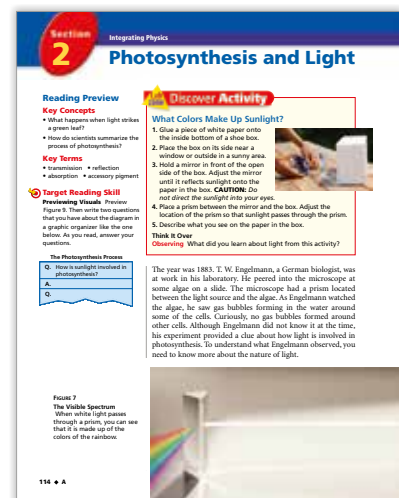 Section
2
Integrating Physics
Photosynthesis and Light
Reading Preview
Key Concepts
• What happens when light strikes
a green leaf?
• How do scientists summarize the
process of photosynthesis?
Key Terms
• transmission • reflection
• absorption • accessory pigment
Target Reading Skill
Previewing Visuals Preview
Figure 9. Then write two questions
that you have about the diagram in
a graphic organizer like the one
below. As you read, answer your
questions.
The Photosynthesis Process
Q. How is sunlight involved in
photosynthesis?
A.
Q.
Lab zone Discover Activity
What Colors Make Up Sunlight?
1. Glue a piece of white paper onto
the inside bottom of a shoe box.
2. Place the box on its side near a
window or outside in a sunny area.
3. Hold a mirror in front of the open
side of the box. Adjust the mirror
until it reflects sunlight onto the
paper in the box. CAUTION: Do
not direct the sunlight into your eyes.
4. Place a prism between the mirror and the box. Adjust the
location of the prism so that sunlight passes through the prism.
5. Describe what you see on the paper in the box.
Think It Over
Observing What did you learn about light from this activity?
The year was 1883. T. W. Engelmann, a German biologist, was
at work in his laboratory. He peered into the microscope at
some algae on a slide. The microscope had a prism located
between the light source and the algae. As Engelmann watched
the algae, he saw gas bubbles forming in the water around
some of the cells. Curiously, no gas bubbles formed around
other cells. Although Engelmann did not know it at the time,
his experiment provided a clue about how light is involved in
photosynthesis. To understand what Engelmann observed, you
need to know more about the nature of light.
FIGURE 7
The Visible Spectrum
When white light passes
through a prism, you can see
that it is made up of the
colors of the rainbow.
114 ◆ A